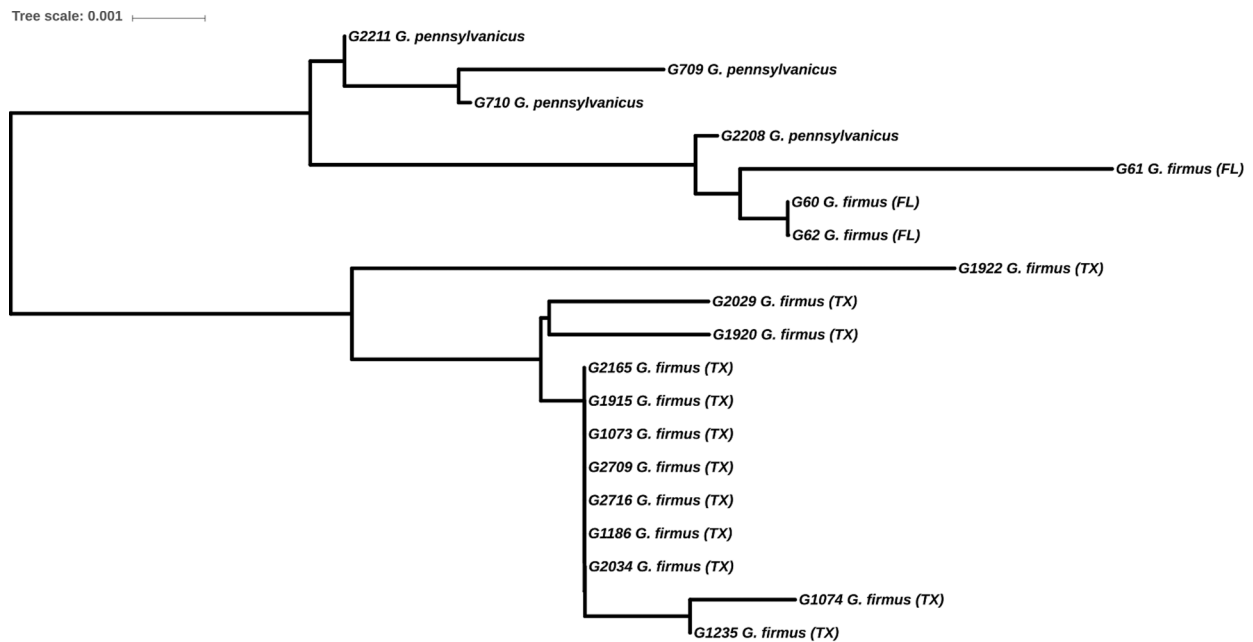 Tree scale: 0.001
G2211 G. pennsylvanicus
G709 G. pennsylvanicus
G710 G. pennsylvanicus
G2208 G. pennsylvanicus
G61 G. firmus (FL)
G60 G. firmus (FL)
G62 G. firmus (FL)
G1922 G. firmus (TX)
G2029 G. firmus (TX)
G1920 G. firmus (TX)
G2165 G. firmus (TX)
G1915 G. firmus (TX)
G1073 G. firmus (TX)
G2709 G. firmus (TX)
G2716 G. firmus (TX)
G1186 G. firmus (TX)
G2034 G. firmus (TX)
G1074 G. firmus (TX)
G1235 G. firmus (TX)